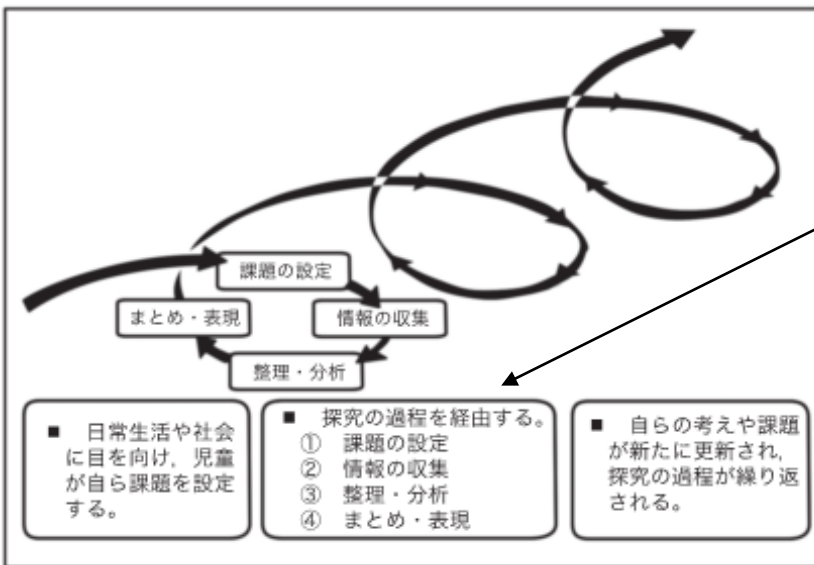 課題の設定
まとめ・表現
情報の収集
整理・分析
■ 日常生活や社会
に目を向け，児童
が自ら課題を設定
する。
■ 探究の過程を経由する。
① 課題の設定
② 情報の収集
③ 整理・分析
④ まとめ・表現
■ 自らの考えや課題
が新たに更新され，
探究の過程が繰り返
される。